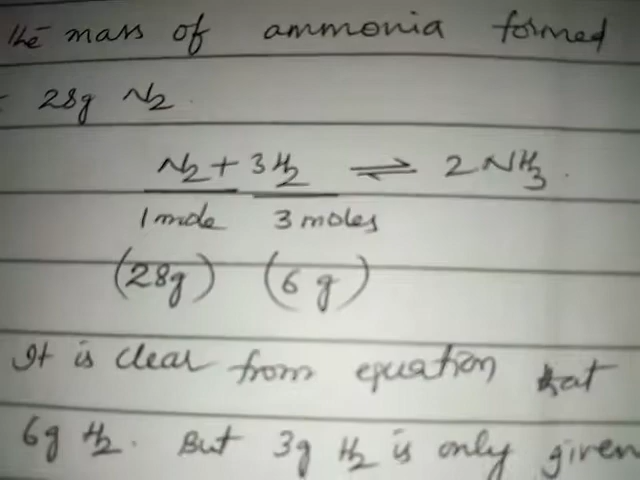 the mass of ammonia formed
28g N2.
N2 + 3H2 ⇌ 2NH3.
1 mole 3 moles
(28g) (6g)
It is clear from equation that
6g H2. But 3g H2 is only given